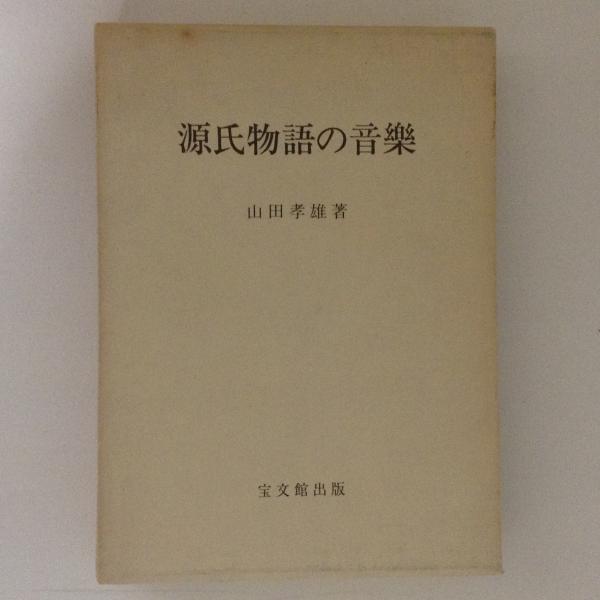 源氏物語の音樂
山田孝雄著
宝文館出版